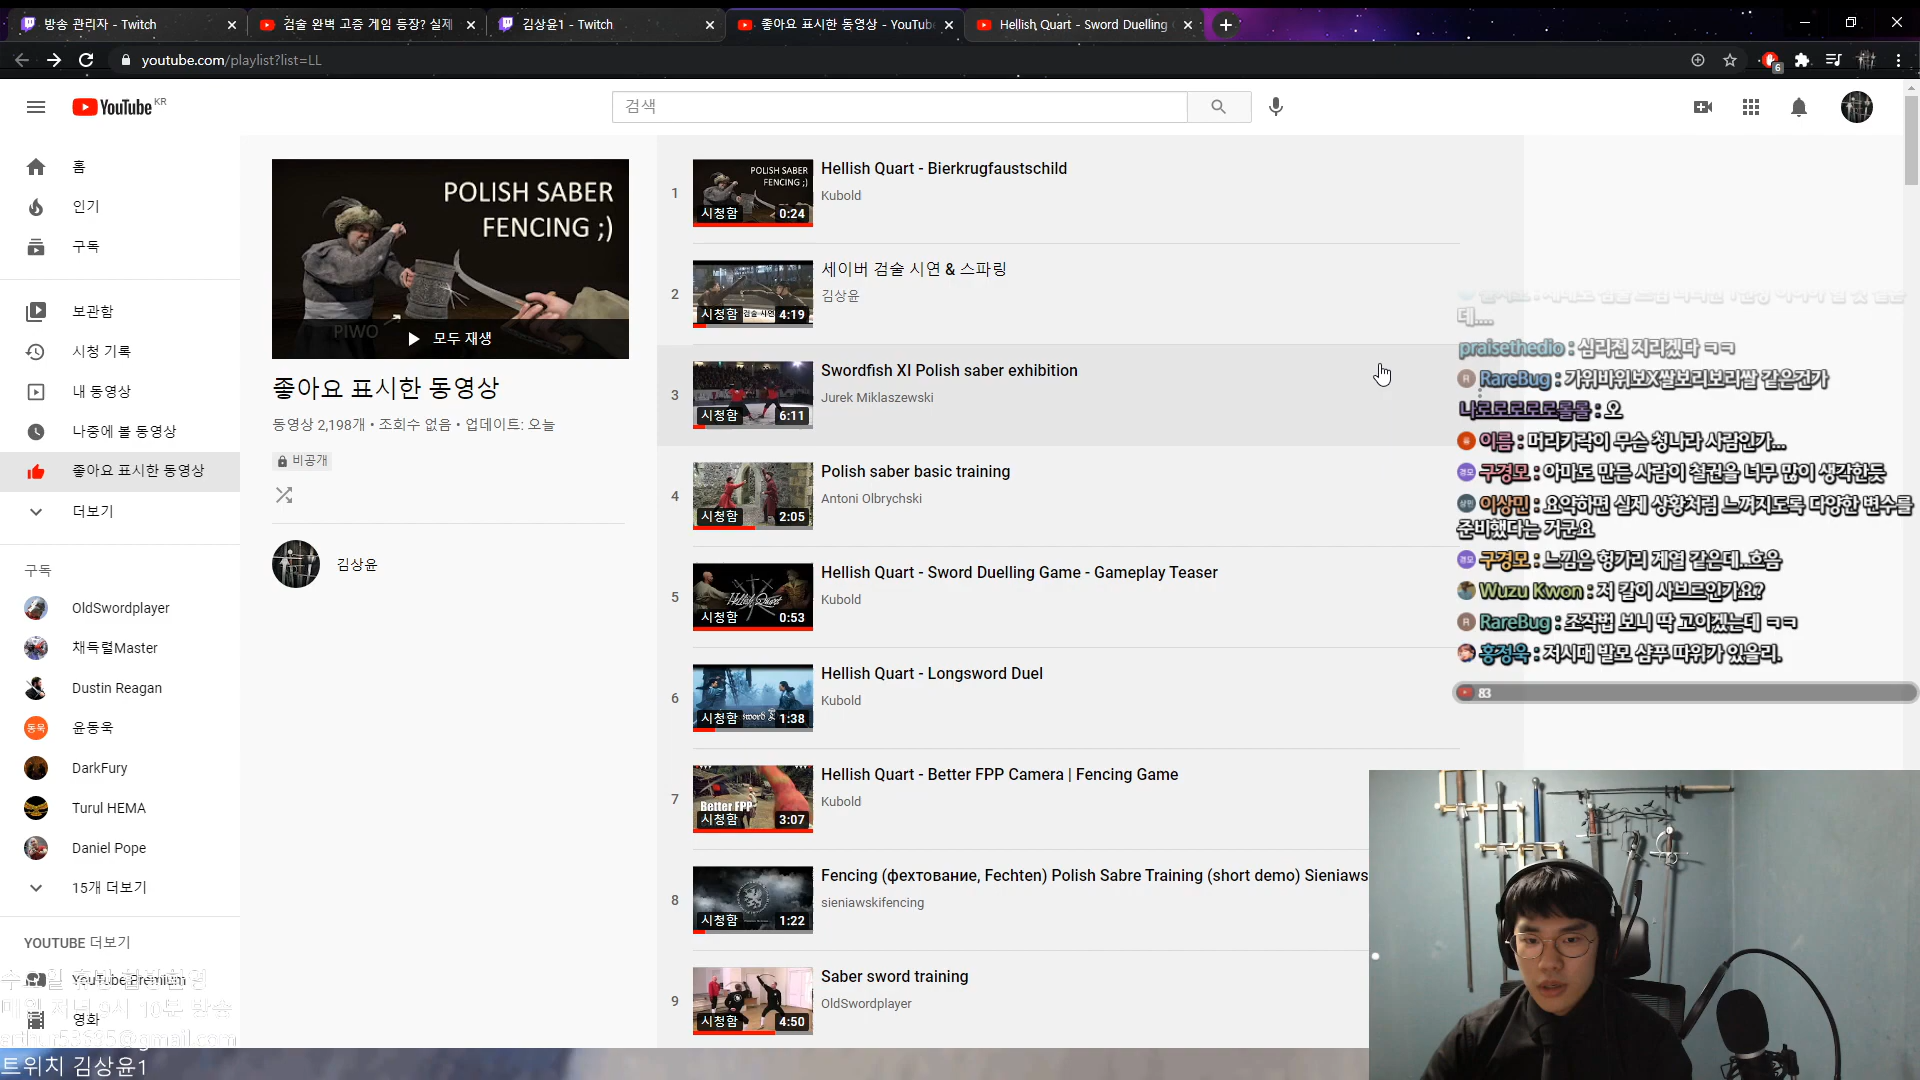 방송 관리자 - Twitch
검술 완벽 고증 게임 등장? 실제
김상윤1 - Twitch
좋아요 표시한 동영상 - YouTube
Hellish Quart - Sword Duelling
youtube.com/playlist?list=LL
6
YouTube KR
검색
홈
인기
구독
보관함
시청 기록
내 동영상
나중에 볼 동영상
좋아요 표시한 동영상
더보기
구독
OldSwordplayer
채득렬Master
Dustin Reagan
동욱
윤동욱
DarkFury
Turul HEMA
Daniel Pope
15개 더보기
YOUTUBE 더보기
YouTube Premium
영화
트위치 김상윤1
POLISH SABER
FENCING ;)
PIWO
모두 재생
좋아요 표시한 동영상
동영상 2,198개 • 조회수 없음 • 업데이트: 오늘
비공개
김상윤
1
POLISH SABER
FENCING ;)
시청함
0:24
Hellish Quart - Bierkrugfaustschild
Kubold
2
시청함
4:19
세이버 검술 시연 & 스파링
김상윤
3
시청함
6:11
Swordfish XI Polish saber exhibition
Jurek Miklaszewski
4
시청함
2:05
Polish saber basic training
Antoni Olbrychski
5
Hellish Quart
시청함
0:53
Hellish Quart - Sword Duelling Game - Gameplay Teaser
Kubold
6
시청함
1:38
Hellish Quart - Longsword Duel
Kubold
7
Better FPP
시청함
3:07
Hellish Quart - Better FPP Camera | Fencing Game
Kubold
8
시청함
1:22
Fencing (фехтование, Fechten) Polish Sabre Training (short demo) Sieniaws
sieniawskifencing
9
시청함
4:50
Saber sword training
OldSwordplayer
데....
praisethedio : 심리전 지리겠다 ㅋㅋ
RareBug : 가위바위보X쌀보리보리쌀 같은건가
나로로로로로롤롤 : 오
이름 : 머리카락이 무슨 청나라 사람인가...
구경모 : 아마도 만든 사람이 철권을 너무 많이 생각한듯
이상민 : 요약하면 실제 상황처럼 느껴지도록 다양한 변수를
준비했다는 거군요
구경모 : 느낌은 형가리 계열 같은데..흐음
Wuzu Kwon : 저 칼이 사브르인가요?
RareBug : 조작법 보니 딱 고이겠는데 ㅋㅋ
홍정욱 : 저시대 발모 샴푸 따위가 있을리.
83